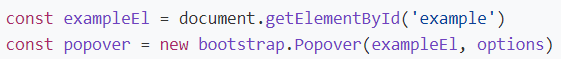 const exampleEl = document.getElementById('example')
const popover = new bootstrap.Popover(exampleEl, options)